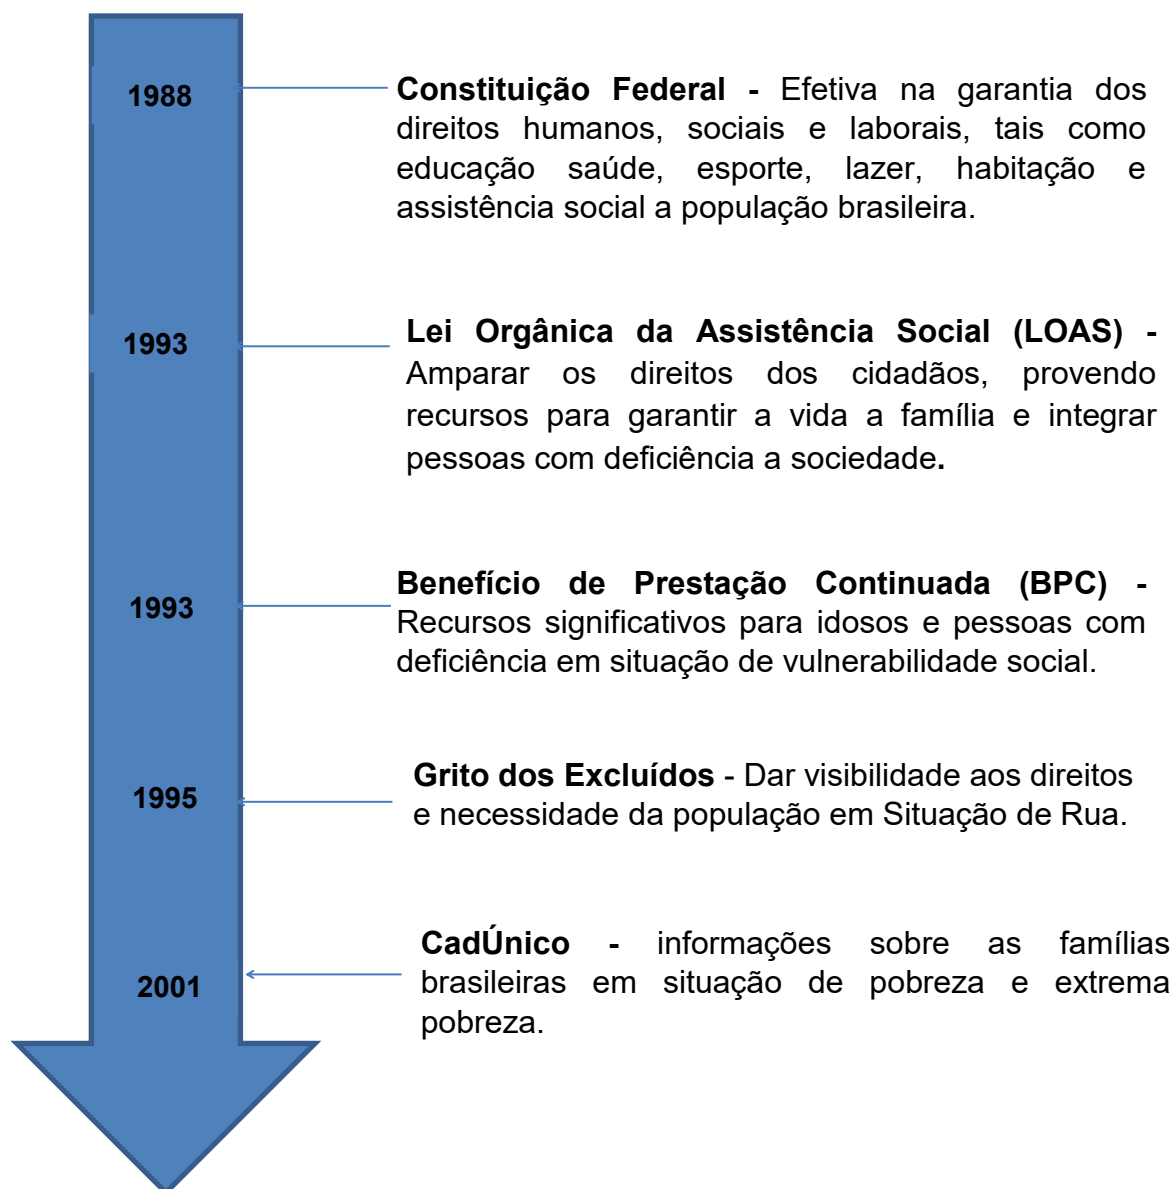 1988
Constituição Federal - Efetiva na garantia dos
direitos humanos, sociais e laborais, tais como
educação saúde, esporte, lazer, habitação e
assistência social a população brasileira.
1993
Lei Orgânica da Assistência Social (LOAS) -
Amparar os direitos dos cidadãos, provendo
recursos para garantir a vida a família e integrar
pessoas com deficiência a sociedade.
1993
Benefício de Prestação Continuada (BPC) -
Recursos significativos para idosos e pessoas com
deficiência em situação de vulnerabilidade social.
1995
Grito dos Excluídos - Dar visibilidade aos direitos
e necessidade da população em Situação de Rua.
2001
CadÚnico - informações sobre as famílias
brasileiras em situação de pobreza e extrema
pobreza.